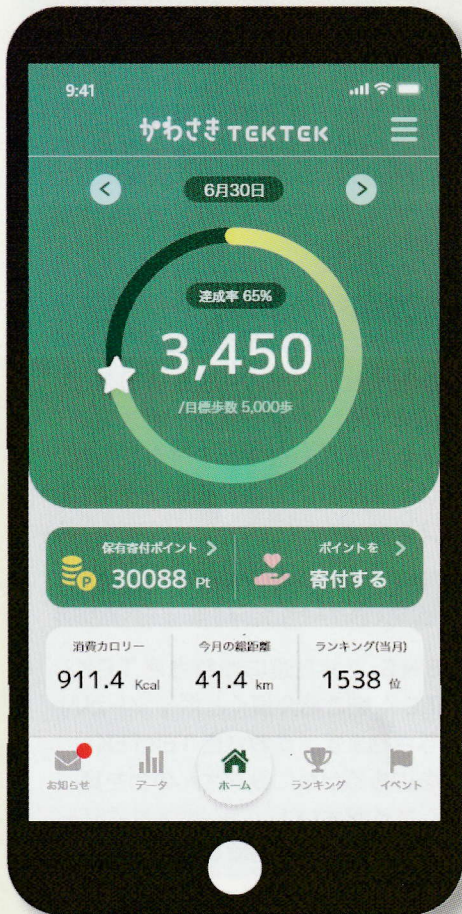 9:41
かわさき TEKTEK
6月30日
達成率 65%
3,450
/目標歩数 5,000歩
保有寄付ポイント
30088 Pt
P
ポイントを
寄付する
消費カロリー
911.4 Kcal
今月の総距離
41.4 km
ランキング(当月)
1538 位
お知らせ
データ
ホーム
ランキング
イベント